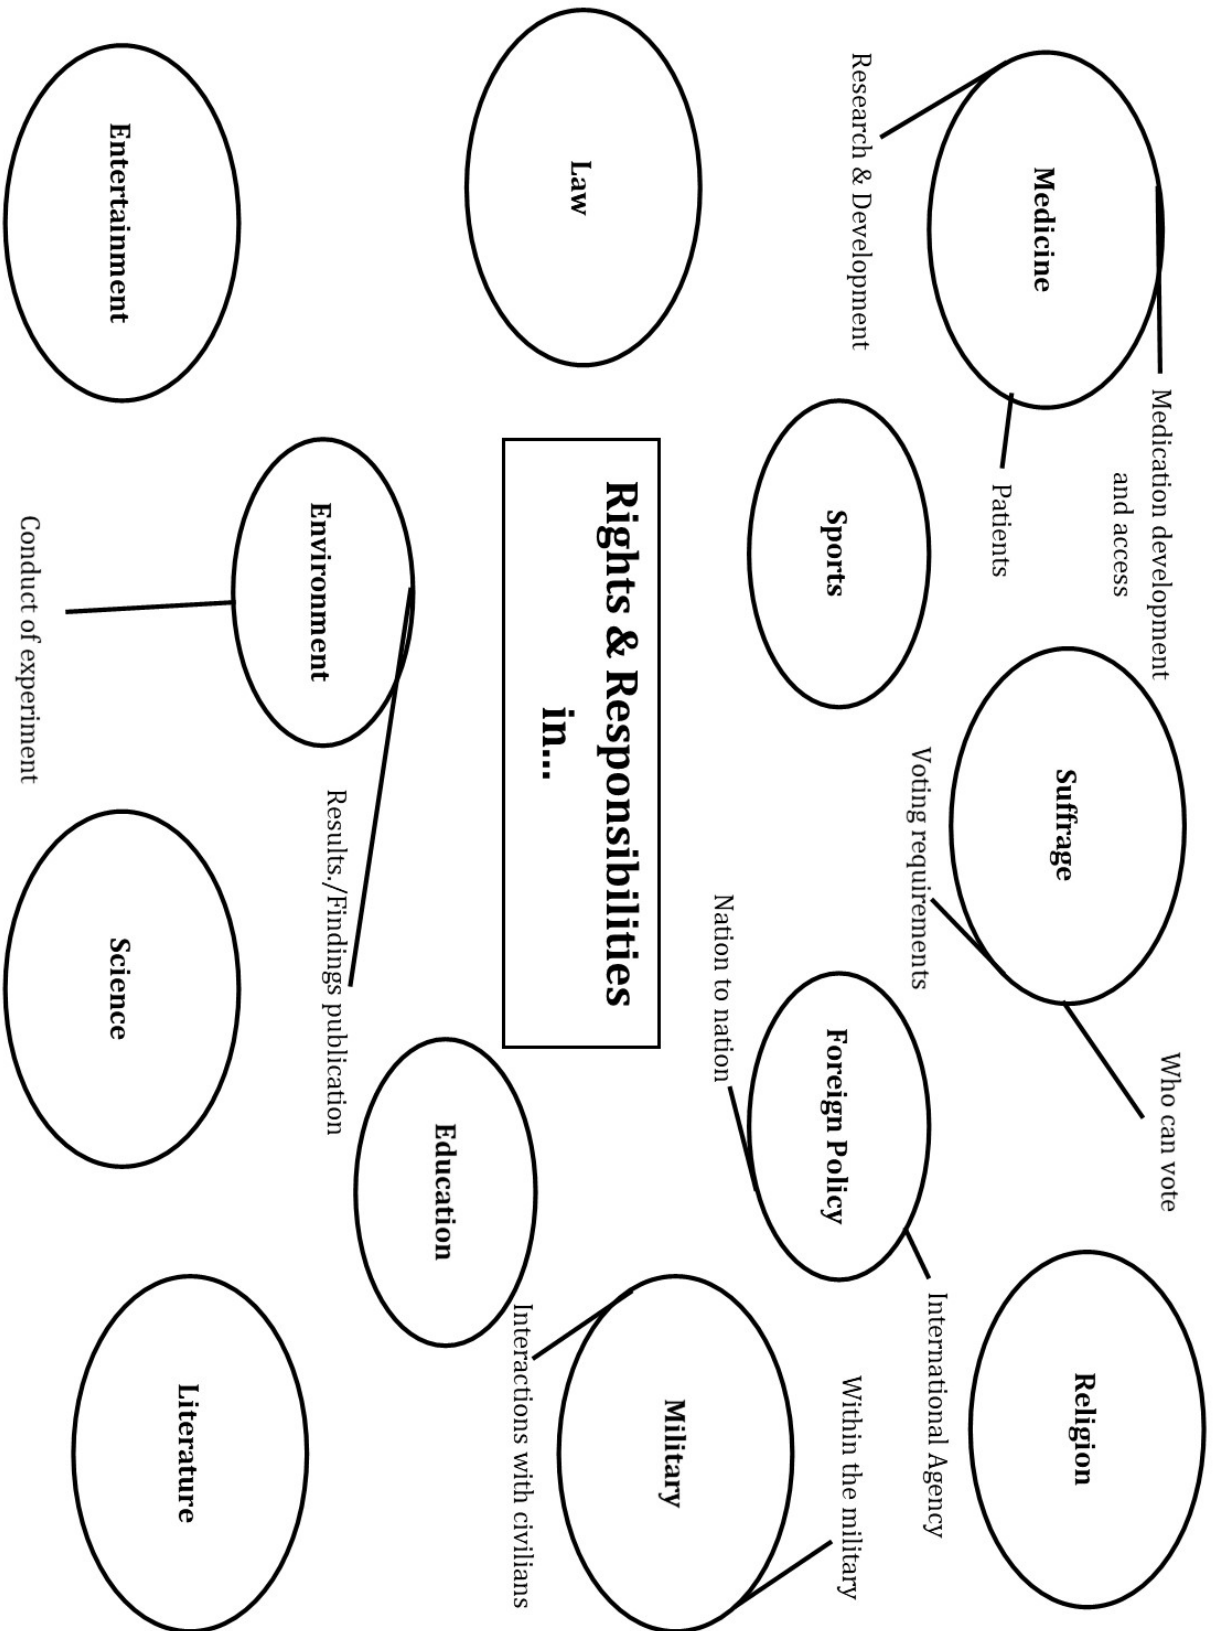 Medication development
and access
Who can vote
Medicine
Suffrage
Religion
Patients
Voting requirements
International Agency
Research & Development
Sports
Foreign Policy
Within the military
Nation to nation
Rights & Responsibilities
in...
Law
Military
Interactions with civilians
Education
Environment
Results./Findings publication
Literature
Entertainment
Science
Conduct of experiment